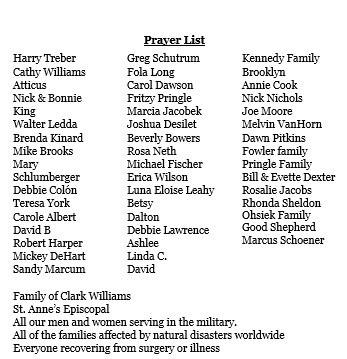 Prayer List
Harry Treber
Cathy Williams
Atticus
Nick & Bonnie
King
Walter Ledda
Brenda Kinard
Mike Brooks
Mary
Schlumberger
Debbie Colón
Teresa York
Carole Albert
David B
Robert Harper
Mickey DeHart
Sandy Marcum
Greg Schutrum
Fola Long
Carol Dawson
Fritzy Pringle
Marcia Jacobek
Joshua Desilet
Beverly Bowers
Rosa Neth
Michael Fischer
Erica Wilson
Luna Eloise Leahy
Betsy
Dalton
Debbie Lawrence
Ashlee
Linda C.
David
Kennedy Family
Brooklyn
Annie Cook
Nick Nichols
Joe Moore
Melvin VanHorn
Dawn Pitkins
Fowler family
Pringle Family
Bill & Evette Dexter
Rosalie Jacobs
Rhonda Sheldon
Ohsiek Family
Good Shepherd
Marcus Schoener
Family of Clark Williams
St. Anne's Episcopal
All our men and women serving in the military.
All of the families affected by natural disasters worldwide
Everyone recovering from surgery or illness